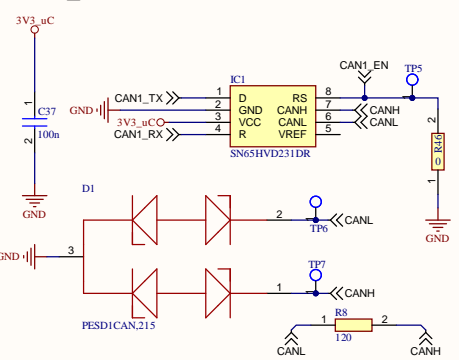 3V3_uC
1
C37
2
100n
GND
IC1
CAN1_TX
1
D
RS
8
GND
2
GND
CANH
7
CANH
3V3_uC
3
VCC
CANL
6
CANL
CAN1_RX
4
R
VREF
5
SN65HVD231DR
CAN1_EN
TP5
2
R46
0
1
GND
D1
2
CANL
TP6
GND
3
TP7
1
CANH
PESD1CAN,215
R8
1
2
120
CANL
CANH